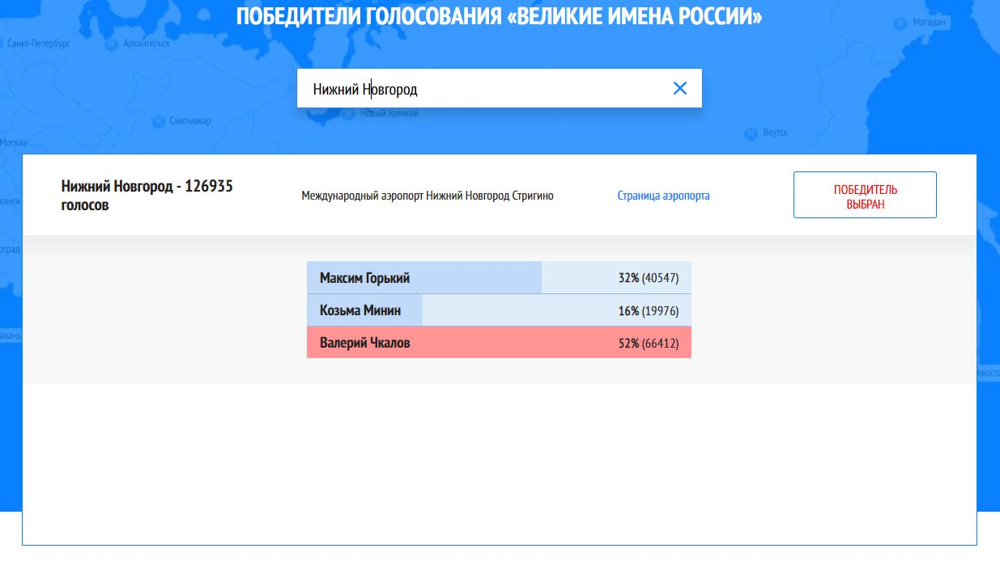 ПОБЕДИТЕЛИ ГОЛОСОВАНИЯ «ВЕЛИКИЕ ИМЕНА РОССИИ»
Магадан
Санкт-Петербург
Архангельск
Нижний Новгород
Новый Уренгой
Сыктывкар
Якутск
Москва
Нижний Новгород - 126935
голосов
Международный аэропорт Нижний Новгород Стригино
Страница аэропорта
ПОБЕДИТЕЛЬ
ВЫБРАН
Максим Горький 32% (40547)
Козьма Минин 16% (19976)
Валерий Чкалов 52% (66412)